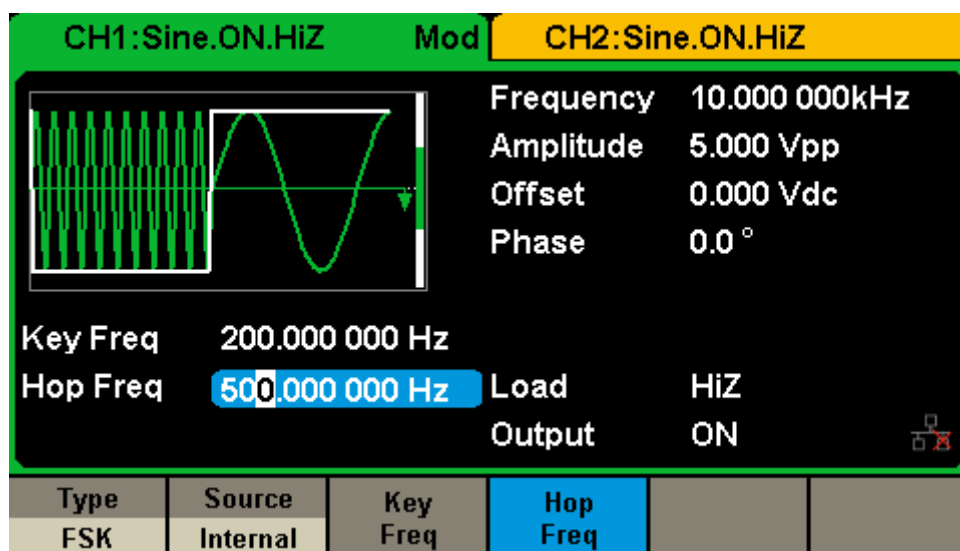 CH1:Sine.ON.HiZ Mod CH2:Sine.ON.HiZ
Frequency 10.000 000kHz
Amplitude 5.000 Vpp
Offset 0.000 Vdc
Phase 0.0 °
Key Freq 200.000 000 Hz
Hop Freq 500.000 000 Hz Load HiZ
Output ON
Type Source Key Hop
FSK Internal Freq Freq